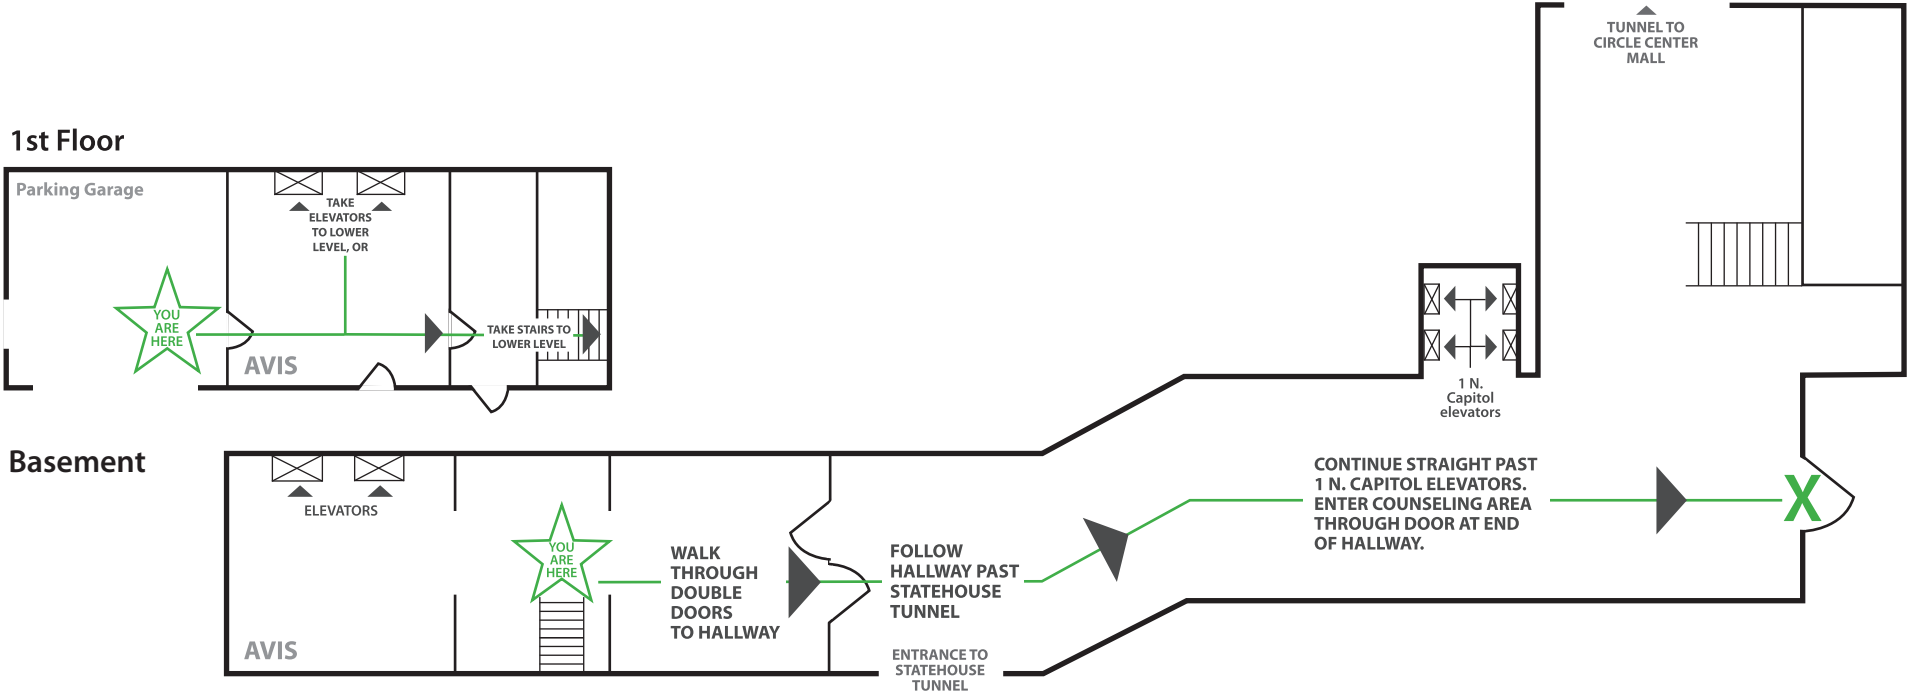 1st Floor
Parking Garage
TAKE
ELEVATORS
TO LOWER
LEVEL, OR
YOU
ARE
HERE
TAKE STAIRS TO
LOWER LEVEL
AVIS
TUNNEL TO
CIRCLE CENTER
MALL
1 N.
Capitol
elevators
Basement
ELEVATORS
YOU
ARE
HERE
WALK
THROUGH
DOUBLE
DOORS
TO HALLWAY
FOLLOW
HALLWAY PAST
STATEHOUSE
TUNNEL
CONTINUE STRAIGHT PAST
1 N. CAPITOL ELEVATORS.
ENTER COUNSELING AREA
THROUGH DOOR AT END
OF HALLWAY.
X
AVIS
ENTRANCE TO
STATEHOUSE
TUNNEL